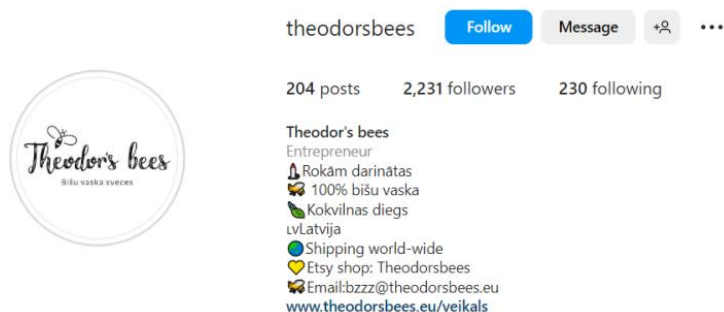 theodorsbees Follow Message
204 posts 2,231 followers 230 following
Theodor's bees
Bišu vaska sveces
Theodor's bees
Entrepreneur
Rokām darinātas
100% bišu vaska
Kokvilnas diegs
LVLatvija
Shipping world-wide
Etsy shop: Theodorsbees
Email:bzzz@theodorsbees.eu
www.theodorsbees.eu/veikals